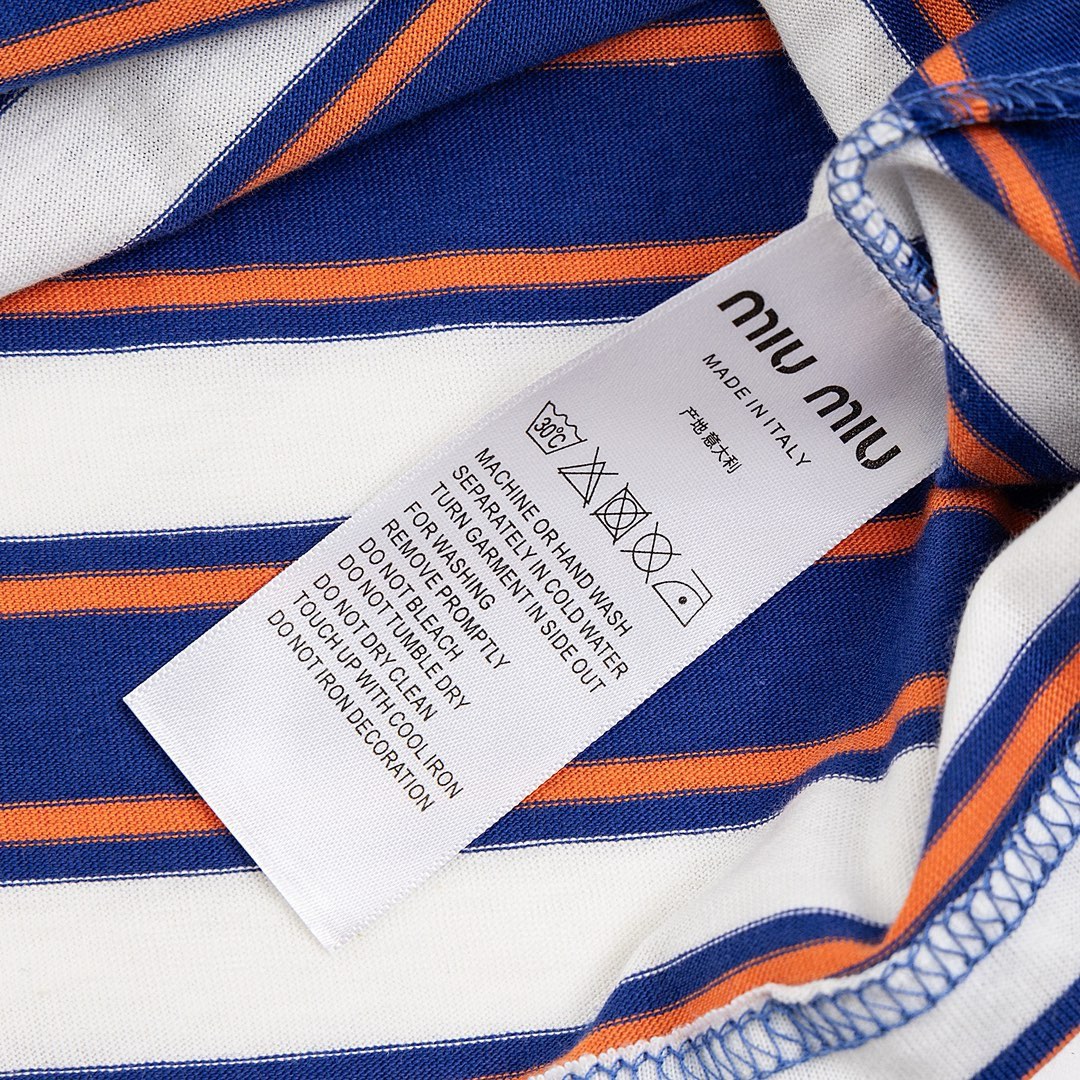 MIU MIU
MADE IN ITALY
产地 意大利
30℃
MACHINE OR HAND WASH
SEPARATELY IN COLD WATER
TURN GARMENT IN SIDE OUT
FOR WASHING
REMOVE PROMPTLY
DO NOT BLEACH
DO NOT TUMBLE DRY
DO NOT DRY CLEAN
TOUCH UP WITH COOL IRON
DO NOT IRON DECORATION